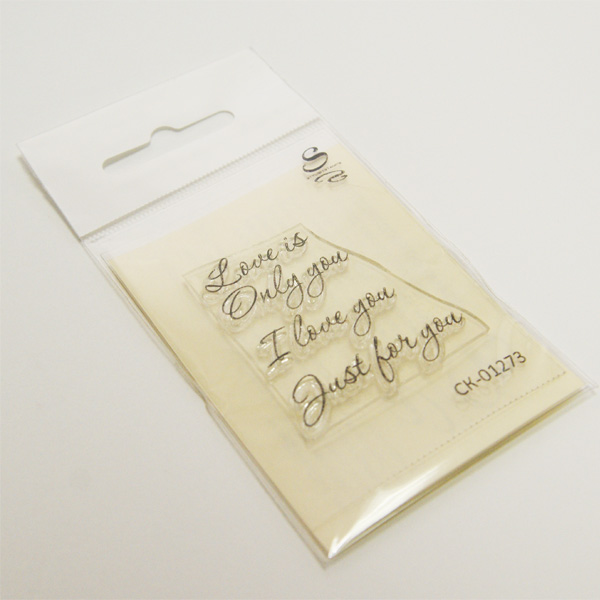 Love is
Only you
I love you
Just for you
CK-01273